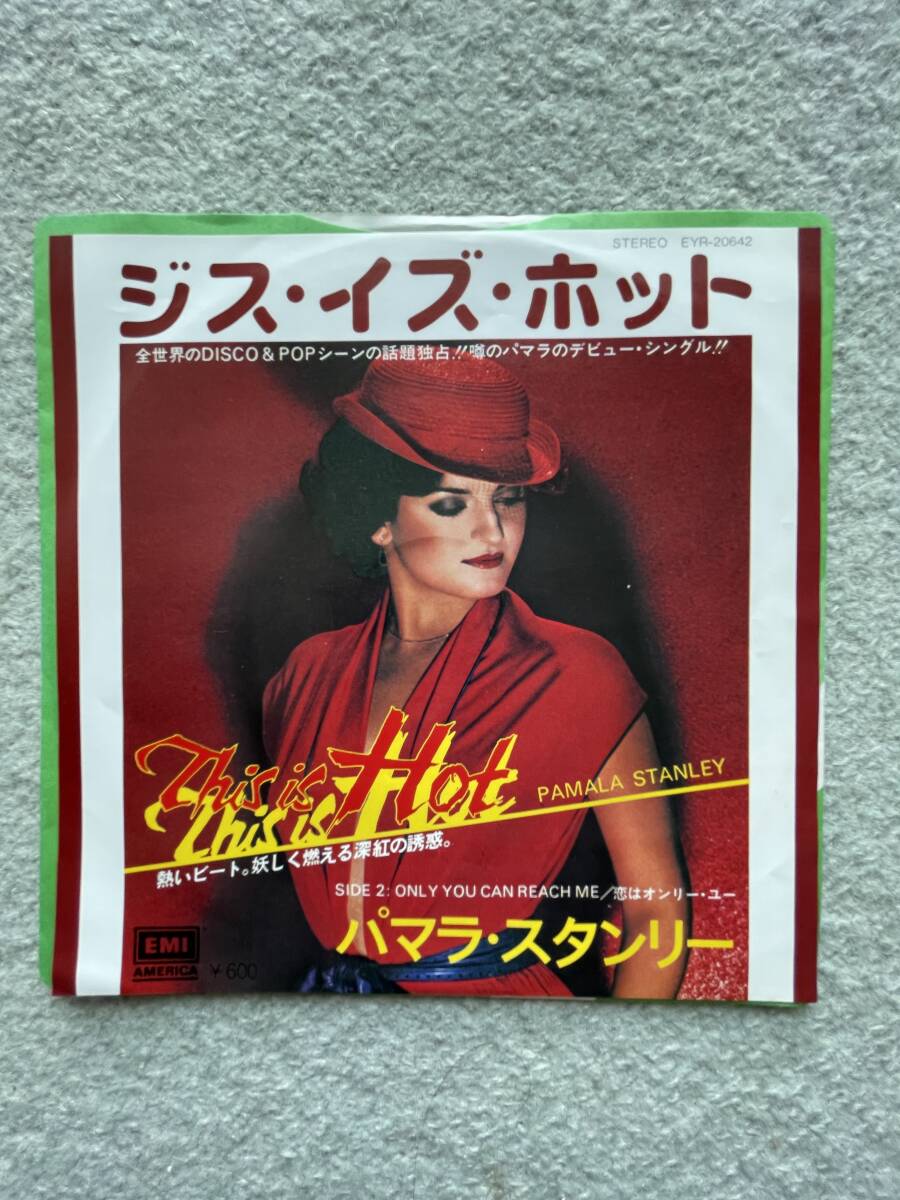 STEREO EYR-20642
ジス・イズ・ホット
全世界のDISCO & POPシーンの話題独占!!噂のパマラのデビュー・シングル!!
This is Hot
This is Hot
PAMALA STANLEY
熱いビート。妖しく燃える深紅の誘惑。
SIDE 2: ONLY YOU CAN REACH ME/恋はオンリー・ユー
パマラ・スタンリー
EMI
AMERICA
¥600